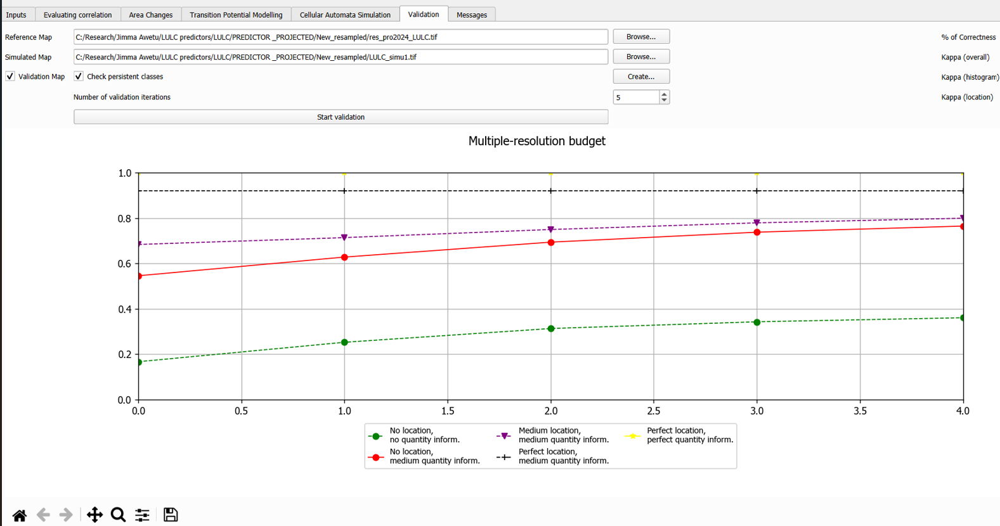 Inputs Evaluating correlation Area Changes Transition Potential Modelling Cellular Automata Simulation Validation Messages
Reference Map C:/Research/Jimma Awetu/LULC predictors/LULC/PREDICTOR _PROJECTED/New_resampled/res_pro2024_LULC.tif Browse... % of Correctness
Simulated Map C:/Research/Jimma Awetu/LULC predictors/LULC/PREDICTOR _PROJECTED/New_resampled/LULC_simu1.tif Browse... Kappa (overall)
Validation Map Check persistent classes Create... Kappa (histogram)
Number of validation iterations 5 Kappa (location)
Start validation
Multiple-resolution budget
1.0
0.8
0.6
0.4
0.2
0.0
0.0 0.5 1.0 1.5 2.0 2.5 3.0 3.5 4.0
No location,
no quantity inform.
No location,
medium quantity inform.
Medium location,
medium quantity inform.
Perfect location,
medium quantity inform.
Perfect location,
perfect quantity inform.